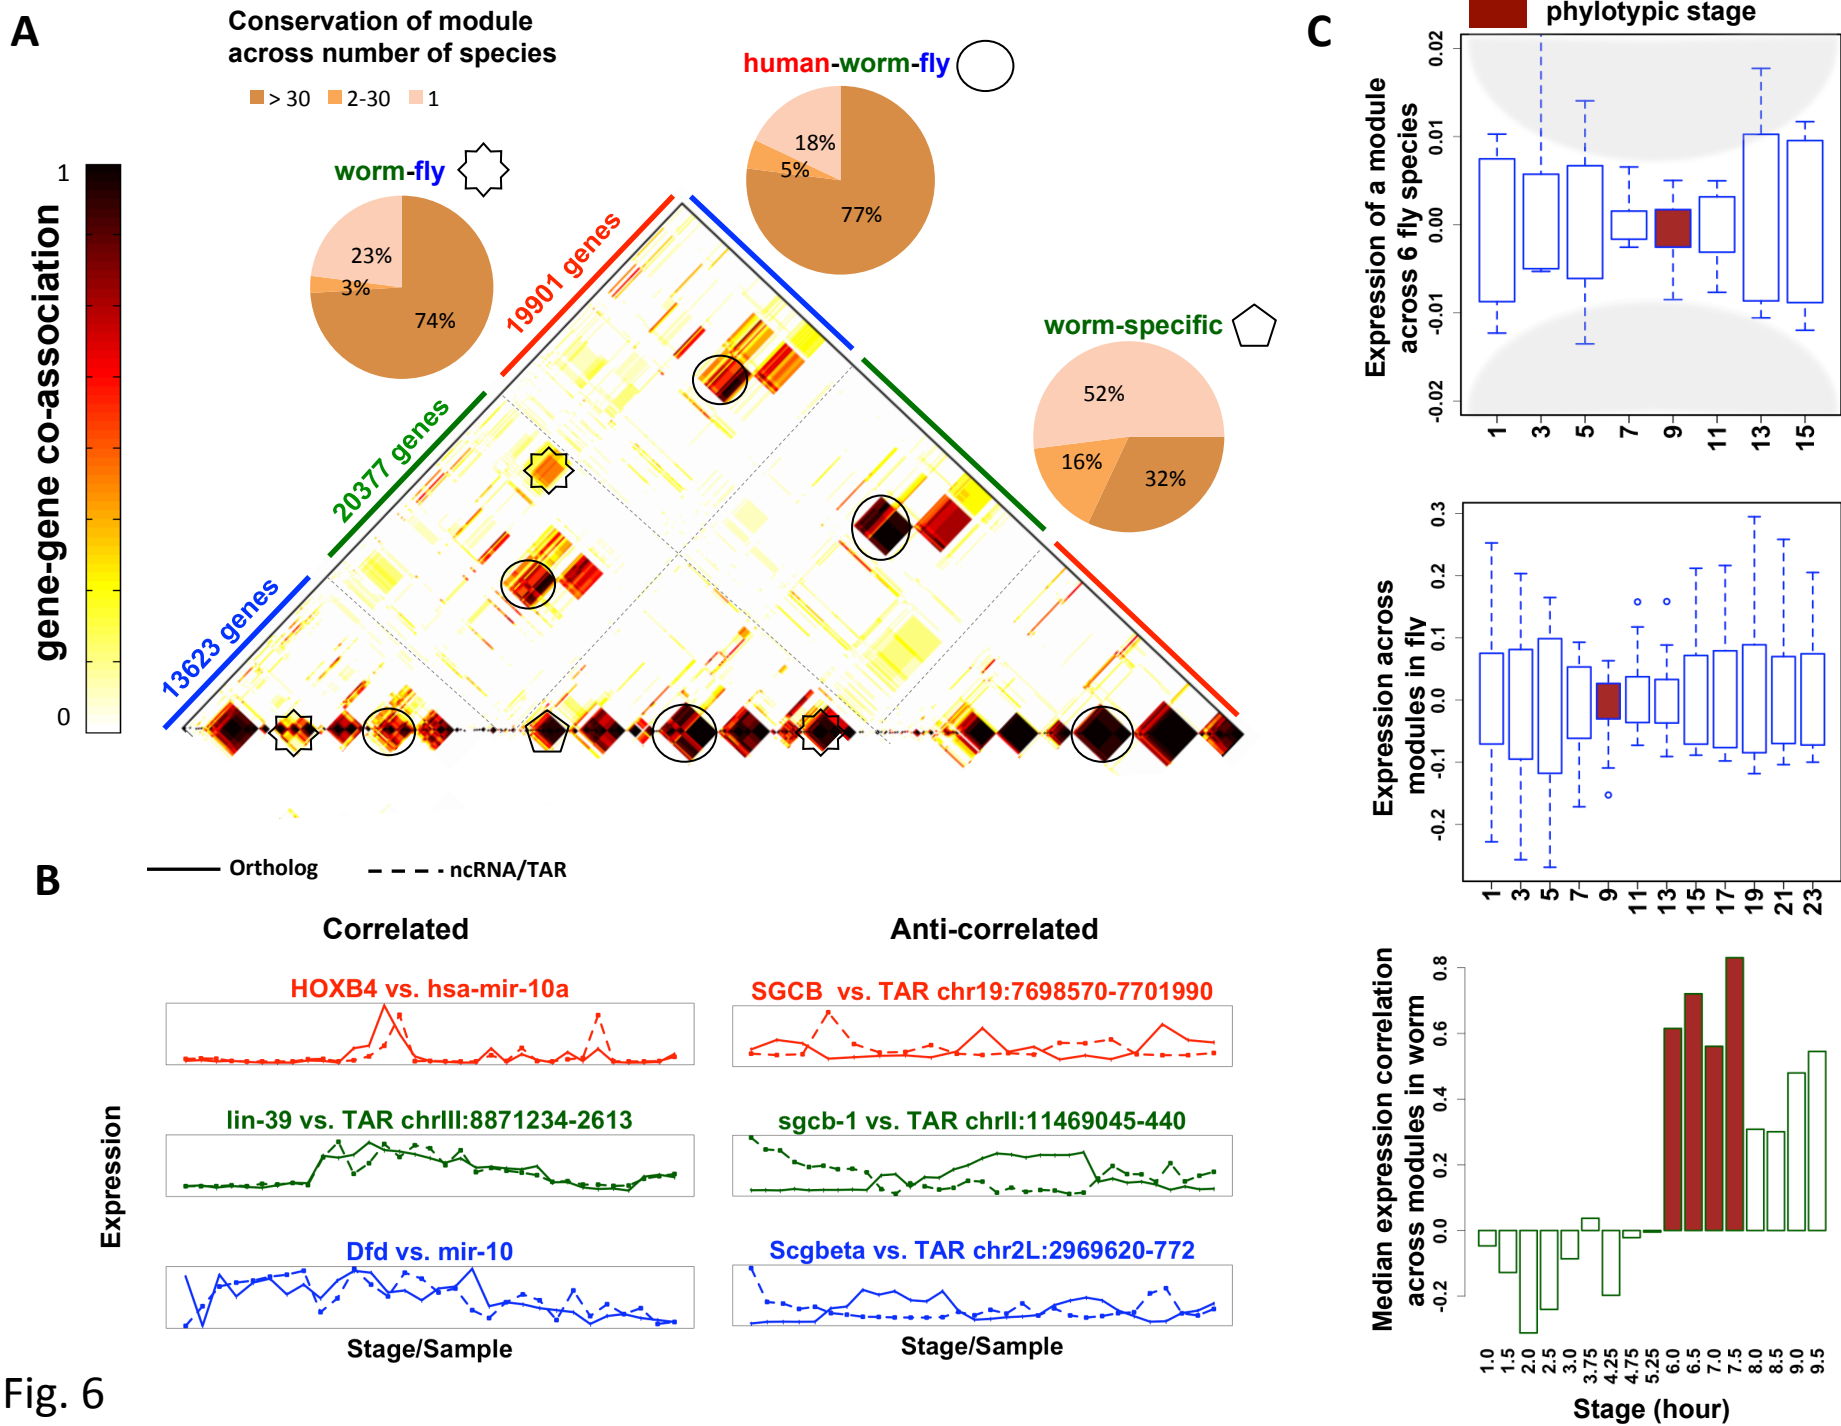 A
Conservation of module
across number of species
> 30
2-30
1
human-worm-fly
18%
5%
77%
worm-fly
23%
3%
74%
worm-specific
52%
16%
32%
gene-gene co-association
1
0
19901 genes
20377 genes
13623 genes
Ortholog
ncRNA/TAR
B
Correlated
Anti-correlated
HOXB4 vs. hsa-mir-10a
SGCB vs. TAR chr19:7698570-7701990
lin-39 vs. TAR chrIII:8871234-2613
sgcb-1 vs. TAR chrII:11469045-440
Dfd vs. mir-10
Scgbeta vs. TAR chr2L:2969620-772
Expression
Stage/Sample
Stage/Sample
C
phylotypic stage
Expression of a module
across 6 fly species
0.02
0.01
0.00
-0.01
-0.02
1 3 5 7 9 11 13 15
Expression across
modules in fly
0.3
0.2
0.1
0.0
-0.1
-0.2
1 3 5 7 9 11 13 15 17 19 21 23
Median expression correlation
across modules in worm
0.8
0.6
0.4
0.2
0.0
-0.2
1.0 1.5 2.0 2.5 3.0 3.75 4.25 4.75 5.25 6.0 6.5 7.0 7.5 8.0 8.5 9.0 9.5
Stage (hour)
Fig. 6